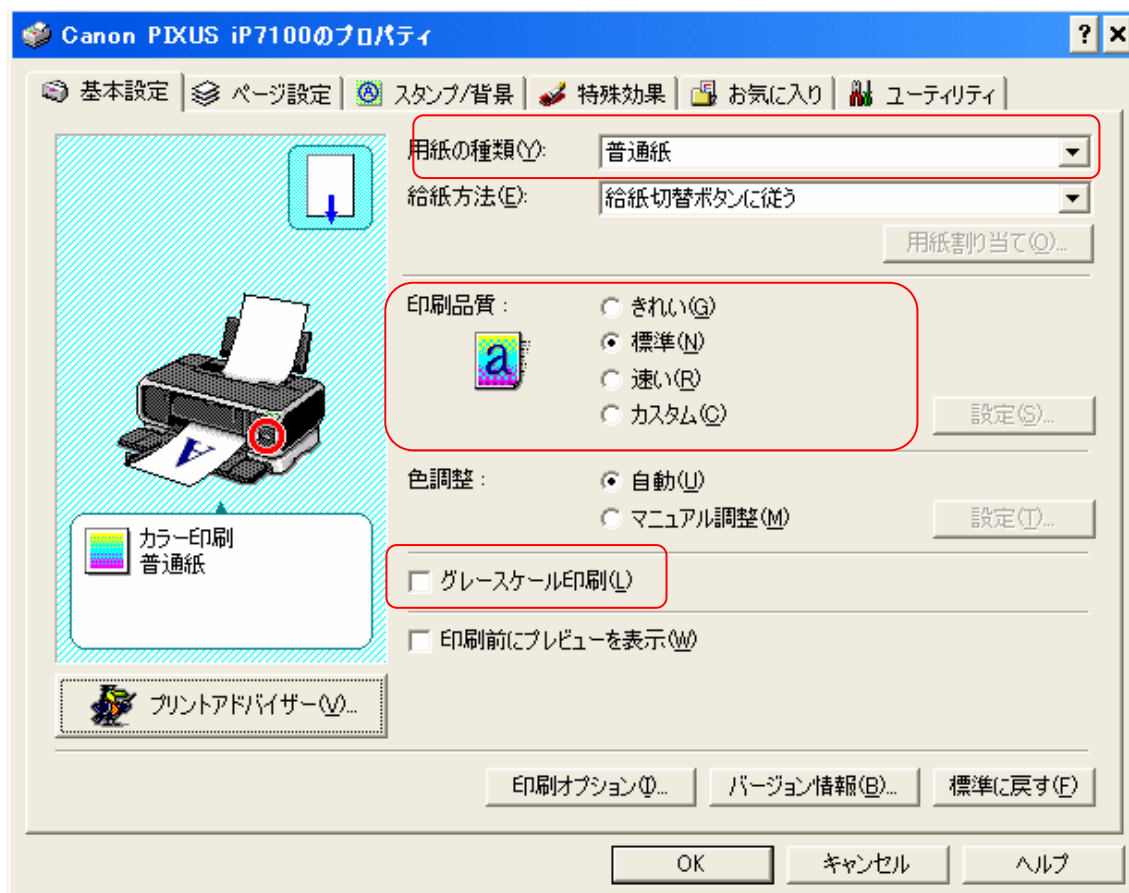 Canon PIXUS iP7100のプロパティ
基本設定 ページ設定 スタンプ/背景 特殊効果 お気に入り ユーティリティ
用紙の種類(Y): 普通紙
給紙方法(E): 給紙切替ボタンに従う
用紙割り当て(O)...
印刷品質: きれい(G)
標準(N)
速い(R)
カスタム(C) 設定(S)...
色調整: 自動(U)
マニュアル調整(M) 設定(T)...
カラー印刷
普通紙
グレースケール印刷(L)
印刷前にプレビューを表示(W)
プリントアドバイザー(V)...
印刷オプション(I)... バージョン情報(B)... 標準に戻す(F)
OK キャンセル ヘルプ